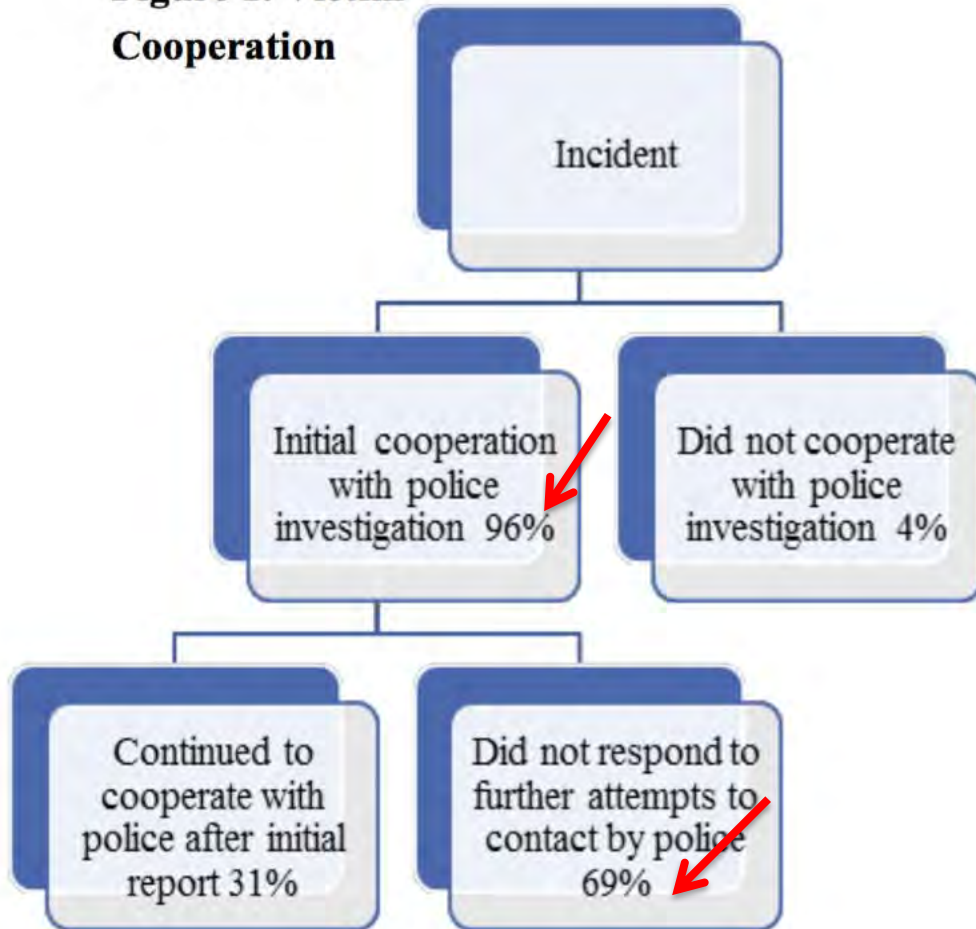 Cooperation
Incident
Initial cooperation
with police
investigation 96%
Did not cooperate
with police
investigation 4%
Continued to
cooperate with
police after initial
report 31%
Did not respond to
further attempts to
contact by police
69%